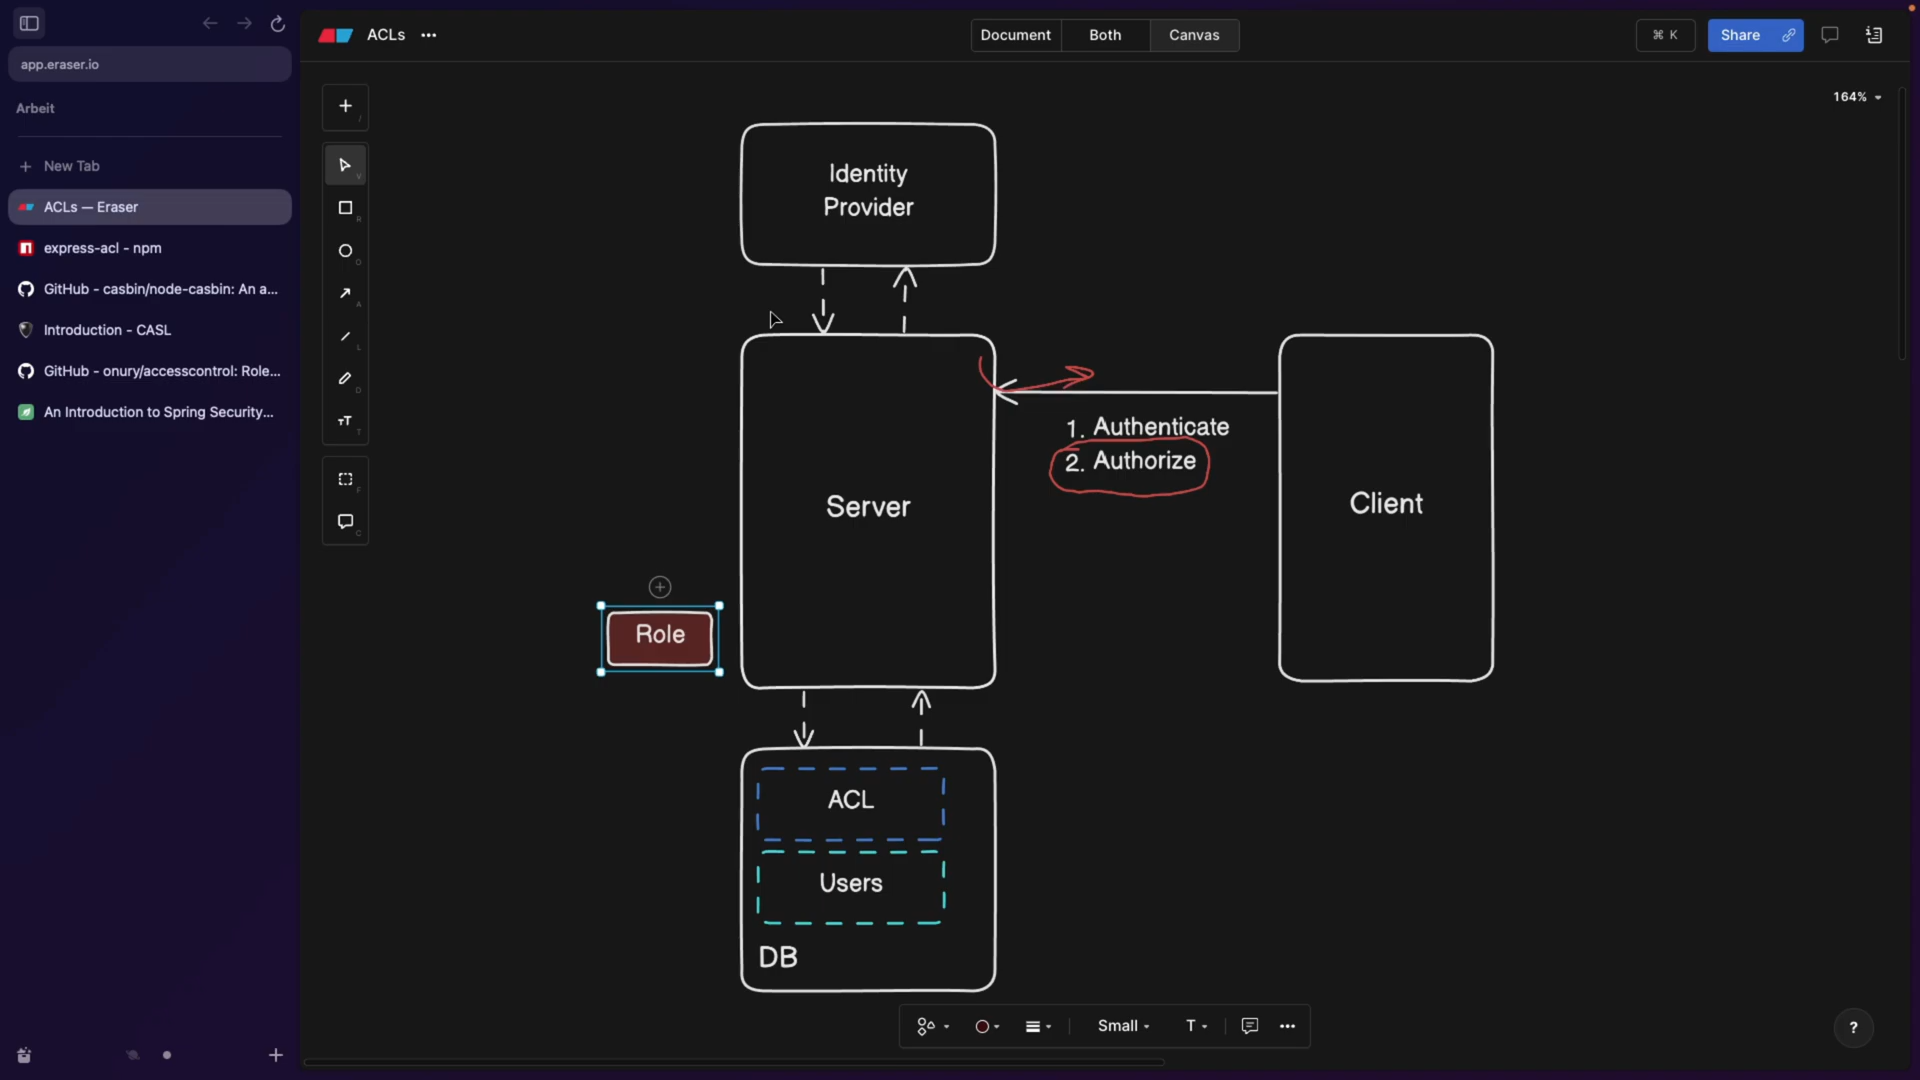 app.eraser.io
Arbeit
New Tab
ACLs — Eraser
express-acl - npm
GitHub - casbin/node-casbin: An a...
Introduction - CASL
GitHub - onury/accesscontrol: Role...
An Introduction to Spring Security...
ACLs
Document
Both
Canvas
⌘ K
Share
164%
/
V
R
O
A
L
D
T
F
C
Identity
Provider
1. Authenticate
2. Authorize
Server
Client
Role
ACL
Users
DB
Small
T
?